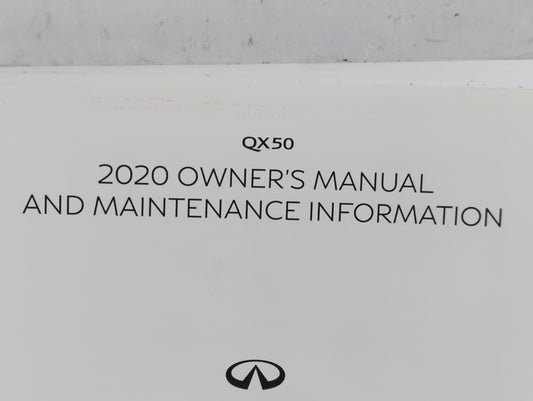 QX50
2020 OWNER'S MANUAL
AND MAINTENANCE INFORMATION